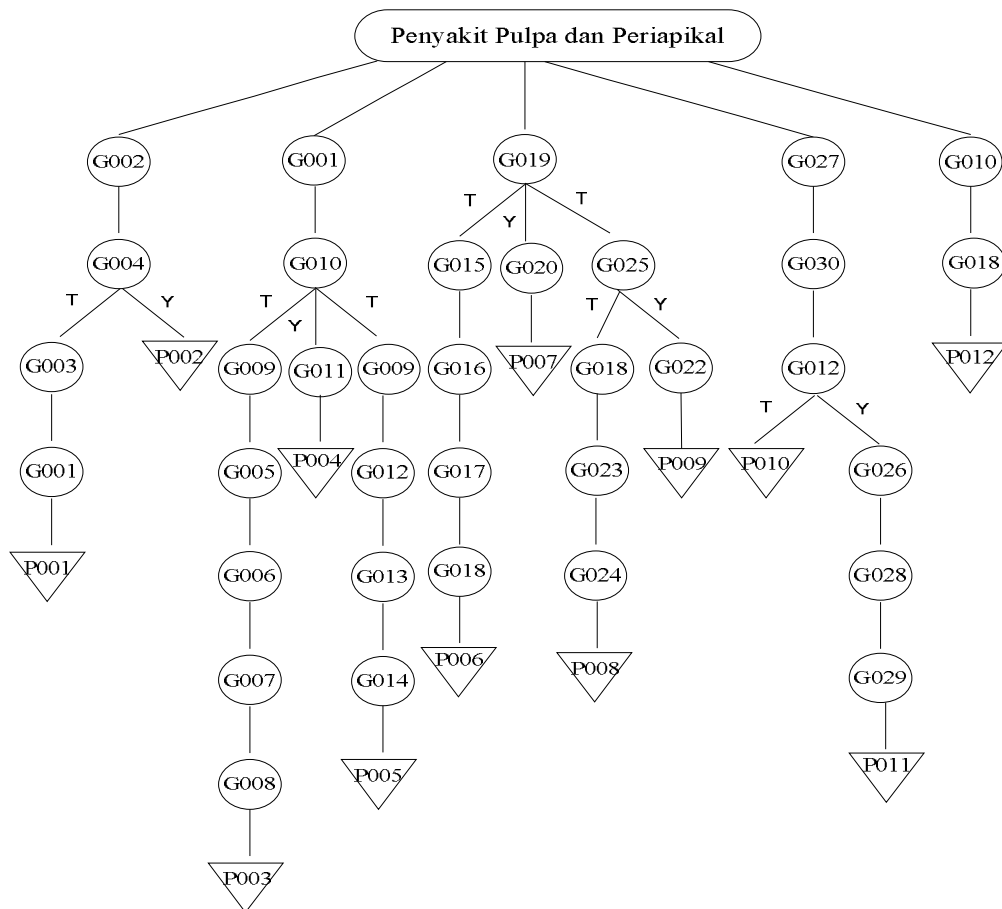 Penyakit Pulpa dan Periapikal
G002 G001 G019 G027 G010
T Y T
G004 G010 G015 G020 G025 G030 G018
T Y T Y T T Y
G003 P002 G009 G011 G009 G016 P007 G018 G022 G012 P012
T Y
G001 G005 P004 G012 G017 G023 P009 P010 G026
P001 G006 G013 G018 G024 G028
G007 G014 P006 P008 G029
G008 P005 P011
P003